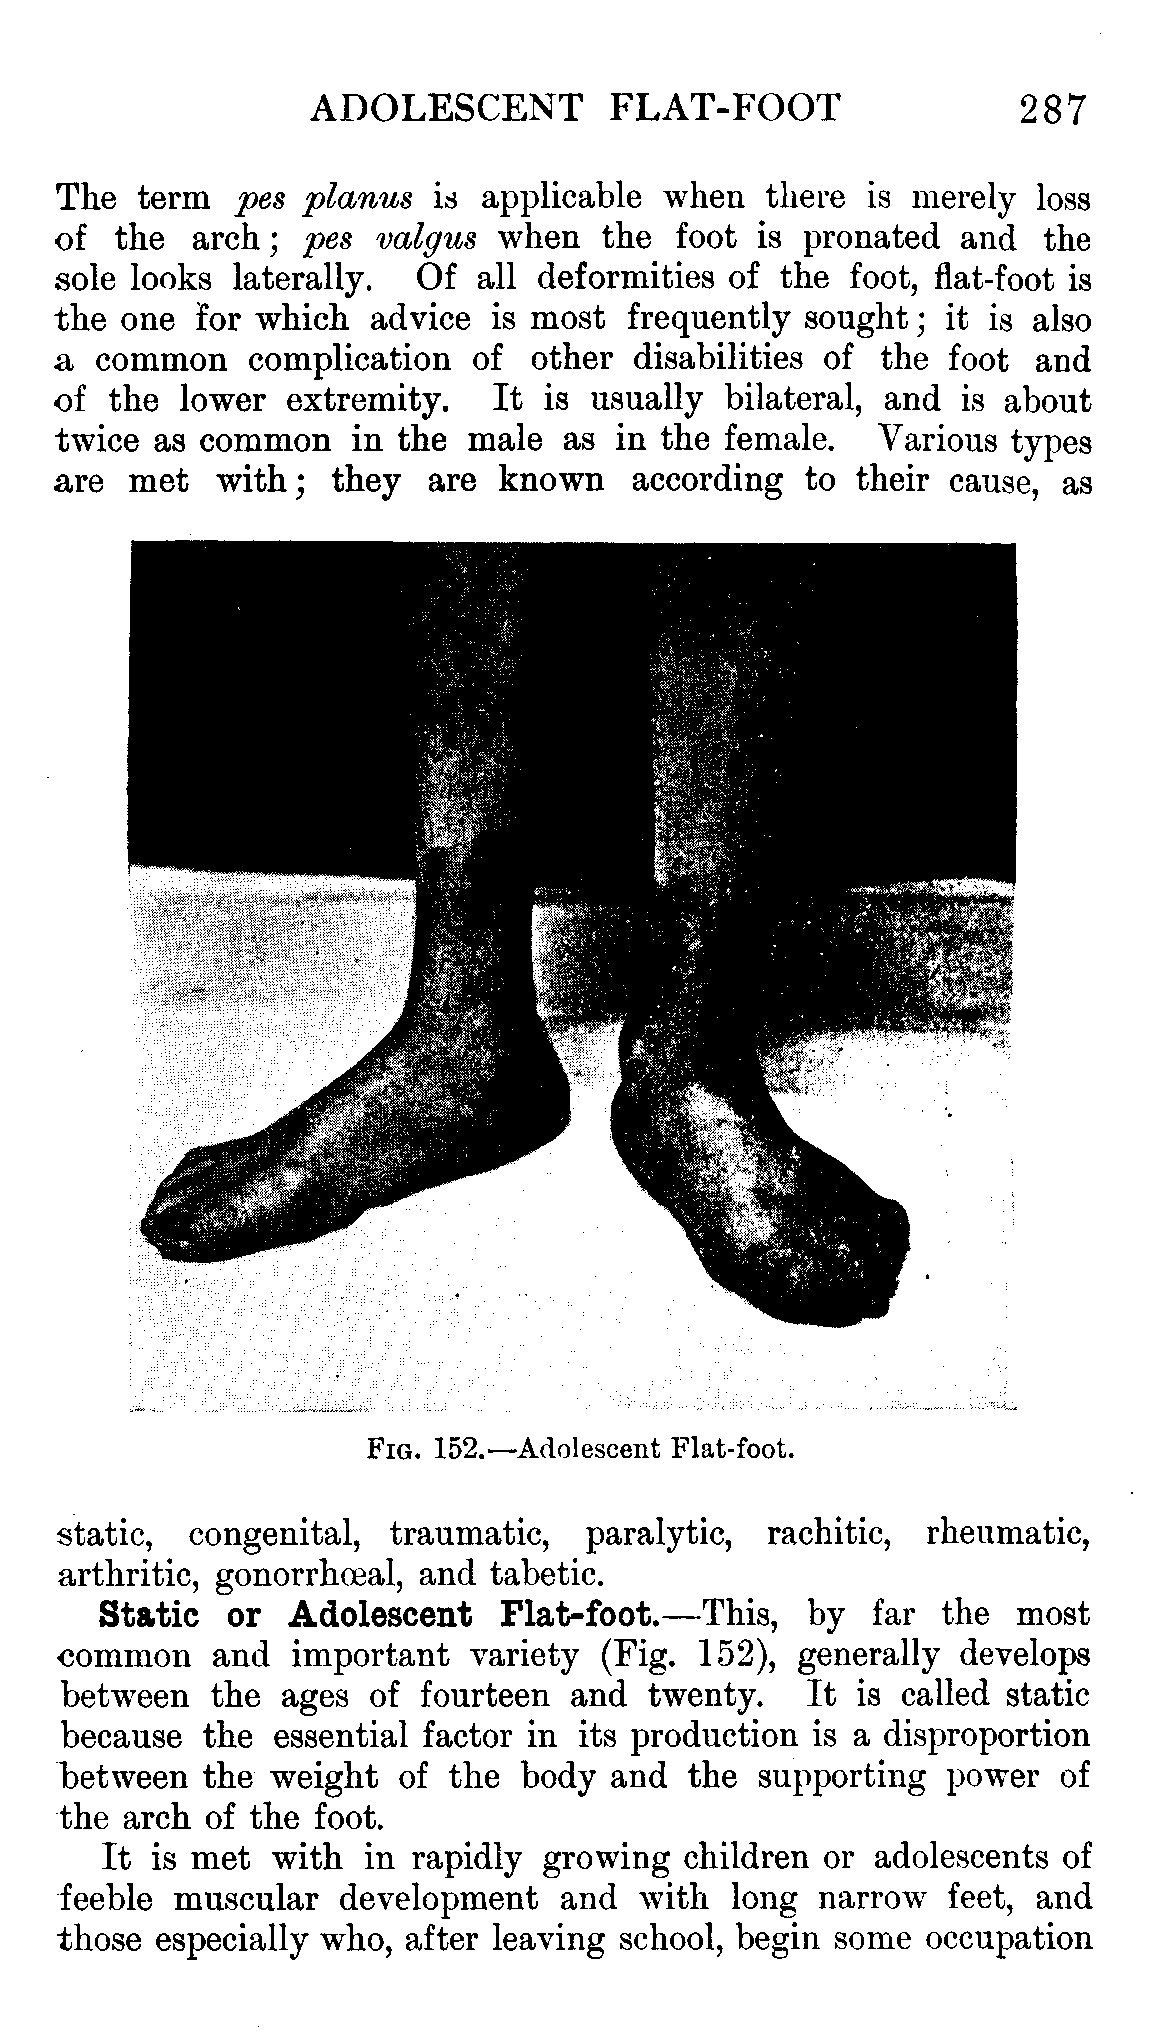 ADOLESCENT FLAT-FOOT 287
The term pes planus is applicable when there is merely loss
of the arch; pes valgus when the foot is pronated and the
sole looks laterally. Of all deformities of the foot, flat-foot is
the one for which advice is most frequently sought; it is also
a common complication of other disabilities of the foot and
of the lower extremity. It is usually bilateral, and is about
twice as common in the male as in the female. Various types
are met with; they are known according to their cause, as
FIG. 152.—Adolescent Flat-foot.
static, congenital, traumatic, paralytic, rachitic, rheumatic,
arthritic, gonorrhœal, and tabetic.
Static or Adolescent Flat-foot.—This, by far the most
common and important variety (Fig. 152), generally develops
between the ages of fourteen and twenty. It is called static
because the essential factor in its production is a disproportion
between the weight of the body and the supporting power of
the arch of the foot.
It is met with in rapidly growing children or adolescents of
feeble muscular development and with long narrow feet, and
those especially who, after leaving school, begin some occupation